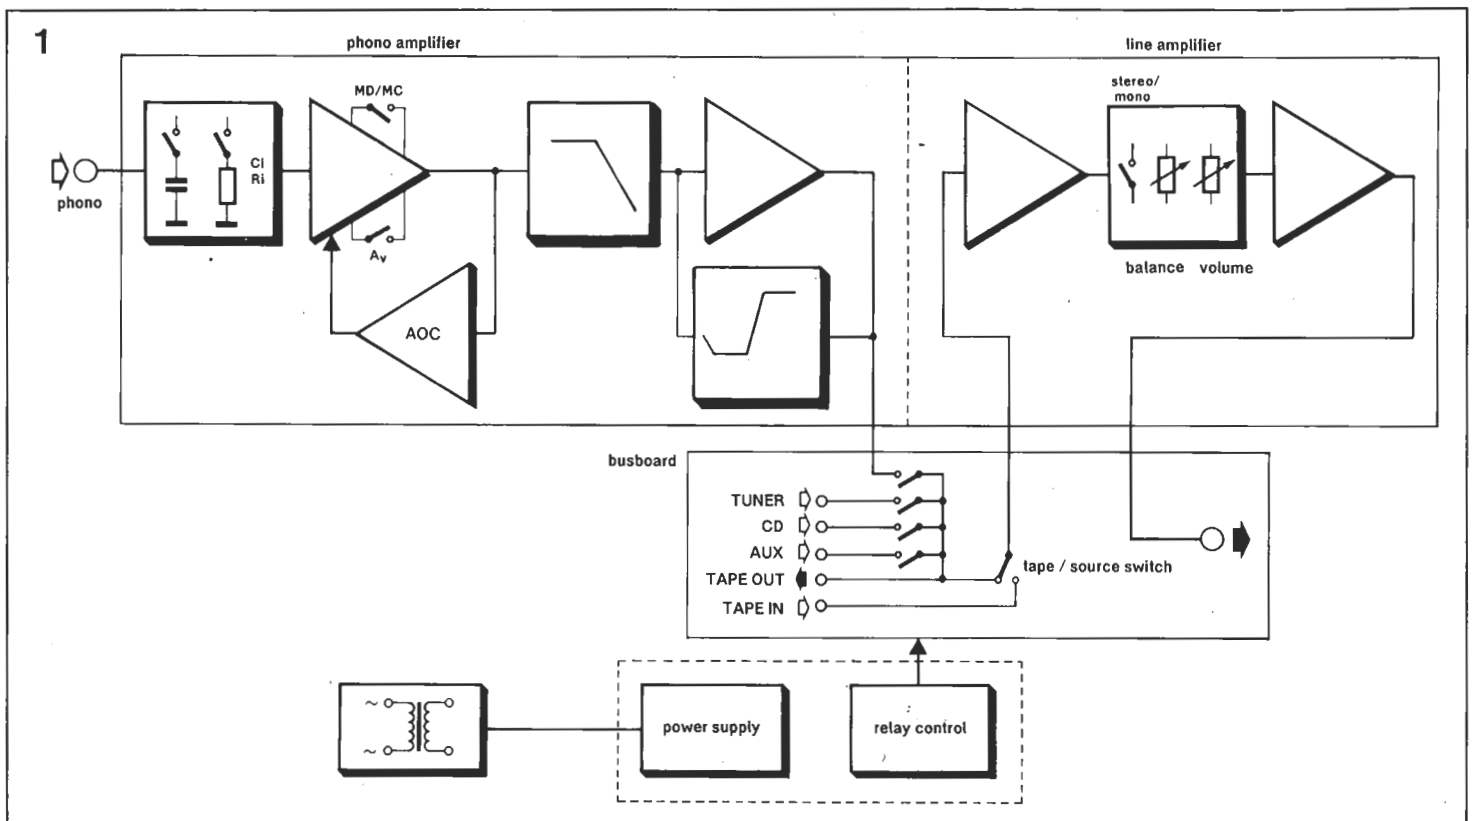 1
phono amplifier
line amplifier
MD/MC
stereo/
mono
Ci
Ri
phono
Av
balance volume
AOC
busboard
TUNER
CD
AUX
TAPE OUT
tape / source switch
TAPE IN
power supply
relay control